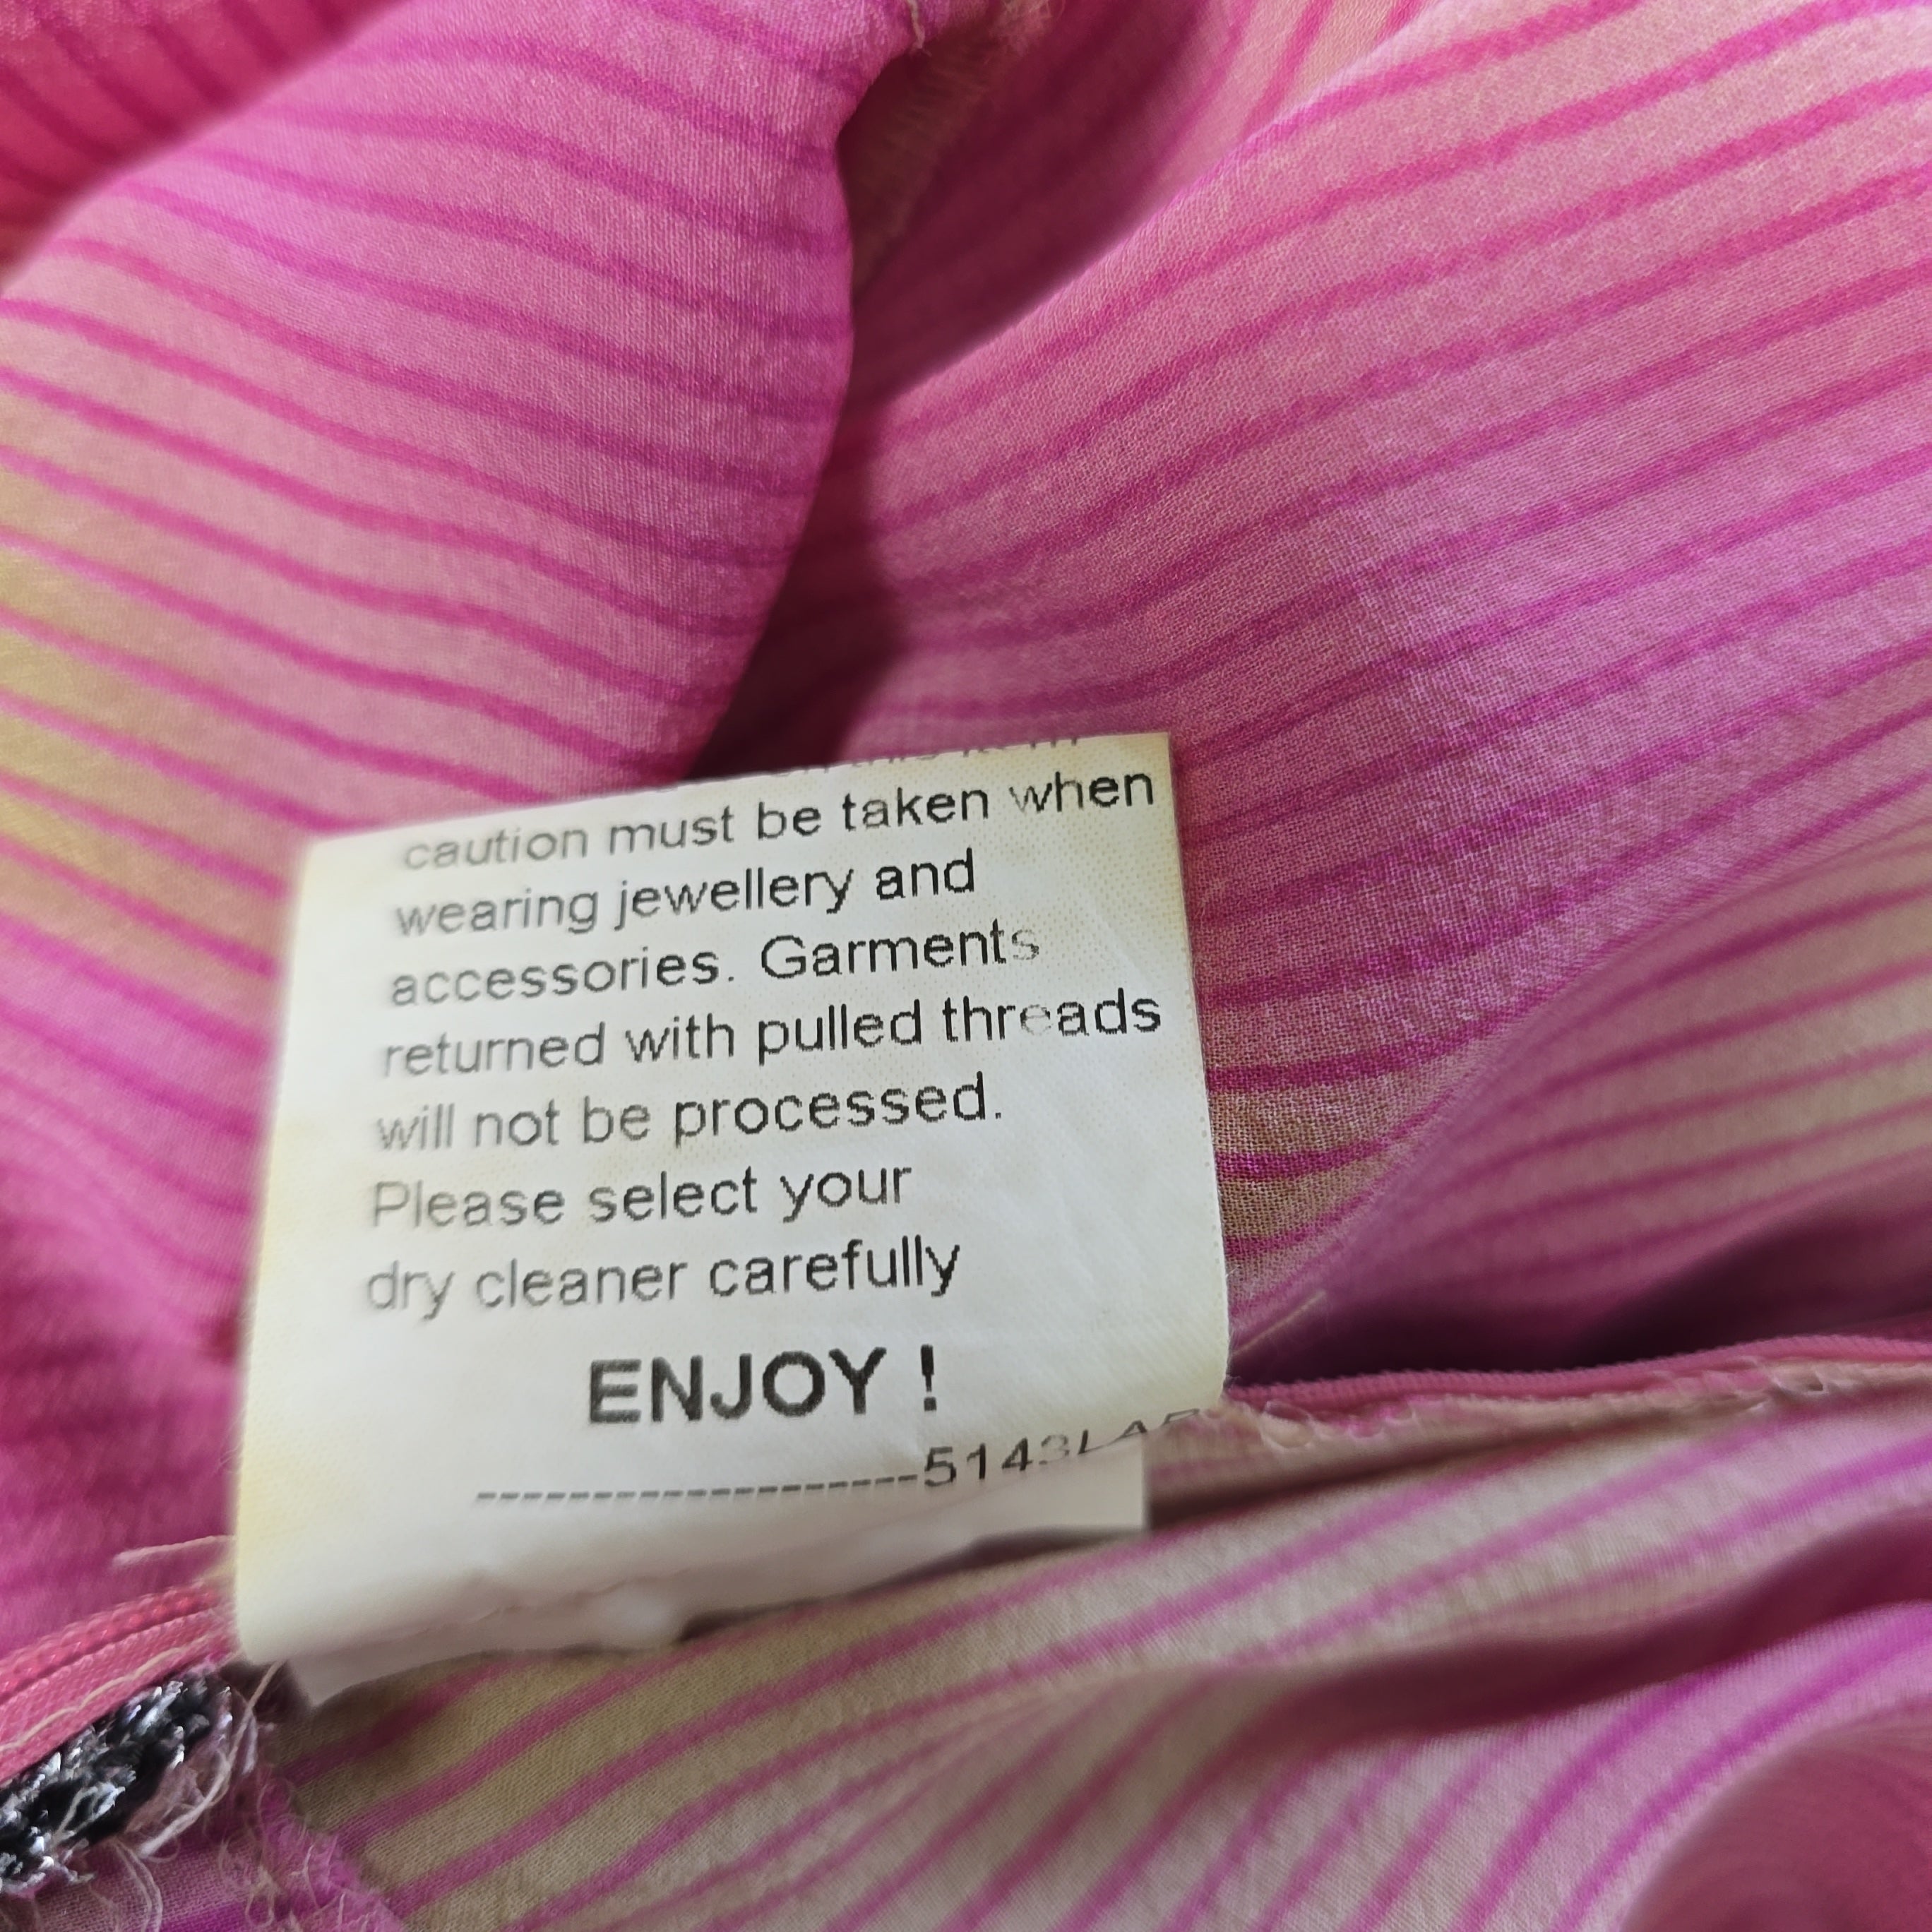 caution must be taken when
wearing jewellery and
accessories. Garments
returned with pulled threads
will not be processed.
Please select your
dry cleaner carefully
ENJOY !
-------------------5143LA